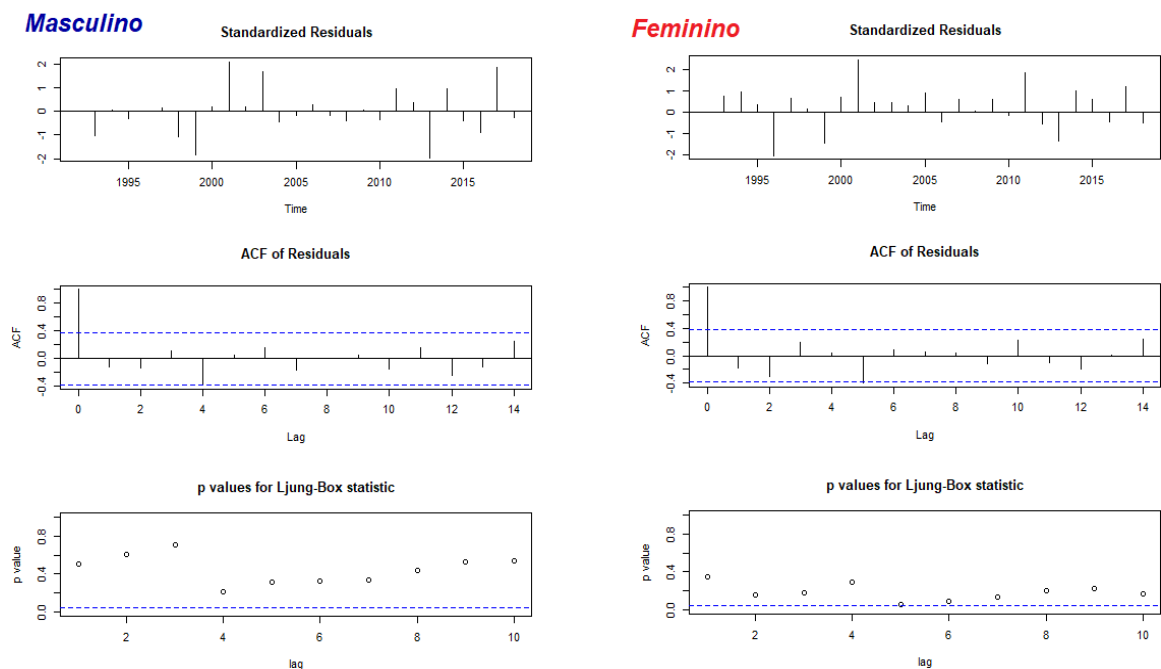 Masculino
Standardized Residuals
2
1
0
-1
-2
1995 2000 2005 2010 2015
Time
ACF of Residuals
ACF
0.8
0.4
0.0
-0.4
0 2 4 6 8 10 12 14
Lag
p values for Ljung-Box statistic
p value
0.8
0.4
0.0
2 4 6 8 10
lag
Feminino
Standardized Residuals
2
1
0
-1
-2
1995 2000 2005 2010 2015
Time
ACF of Residuals
ACF
0.8
0.4
0.0
-0.4
0 2 4 6 8 10 12 14
Lag
p values for Ljung-Box statistic
p value
0.8
0.4
0.0
2 4 6 8 10
lag